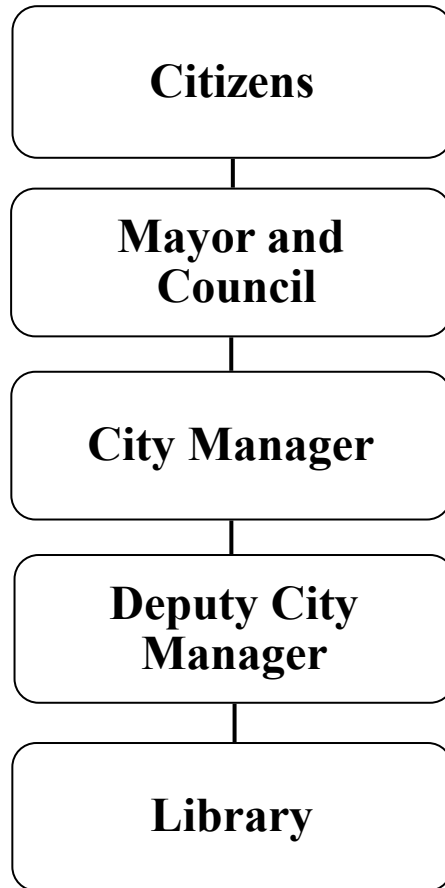 Citizens
Mayor and
Council
City Manager
Deputy City
Manager
Library